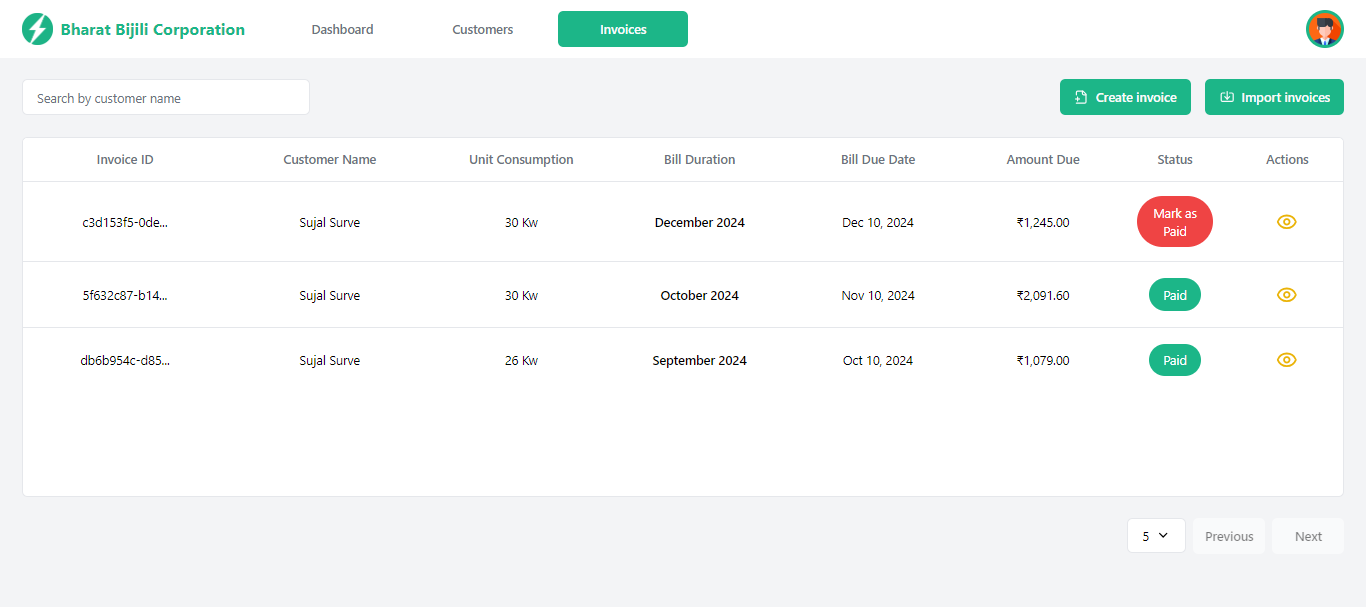 Bharat Bijili Corporation Dashboard Customers Invoices
Search by customer name Create invoice Import invoices
Invoice ID Customer Name Unit Consumption Bill Duration Bill Due Date Amount Due Status Actions
c3d153f5-0de... Sujal Surve 30 Kw December 2024 Dec 10, 2024 ₹1,245.00 Mark as
Paid
5f632c87-b14... Sujal Surve 30 Kw October 2024 Nov 10, 2024 ₹2,091.60 Paid
db6b954c-d85... Sujal Surve 26 Kw September 2024 Oct 10, 2024 ₹1,079.00 Paid
5 Previous Next